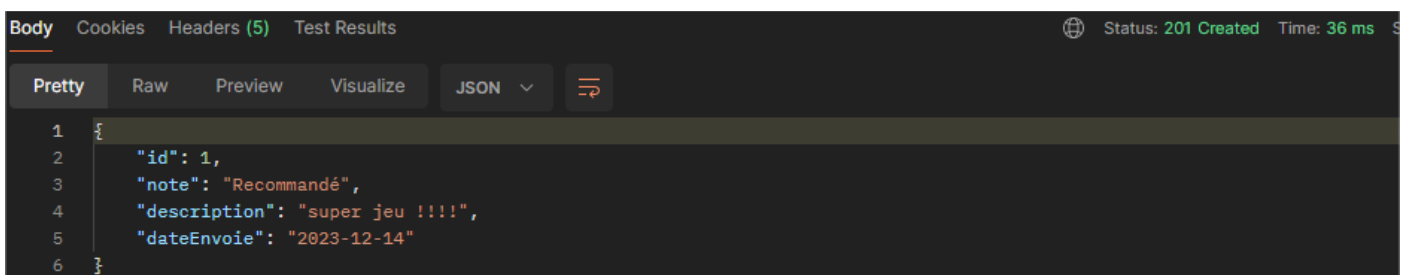 Body Cookies Headers (5) Test Results Status: 201 Created Time: 36 ms S
Pretty Raw Preview Visualize JSON
1 {
2 "id": 1,
3 "note": "Recommandé",
4 "description": "super jeu !!!!",
5 "dateEnvoie": "2023-12-14"
6 }